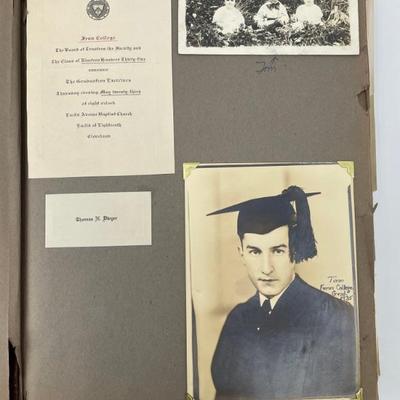 Fenn College
The Board of Trustees the Faculty and
The Class of Nineteen Hundred
announce
The Graduation Exercises
Thursday evening May twenty-third
at eight o'clock
Euclid Avenue Baptist Church
Euclid at Eighteenth
Cleveland
Tom
Thomas Dwyer
Tom
Fenn College
1935